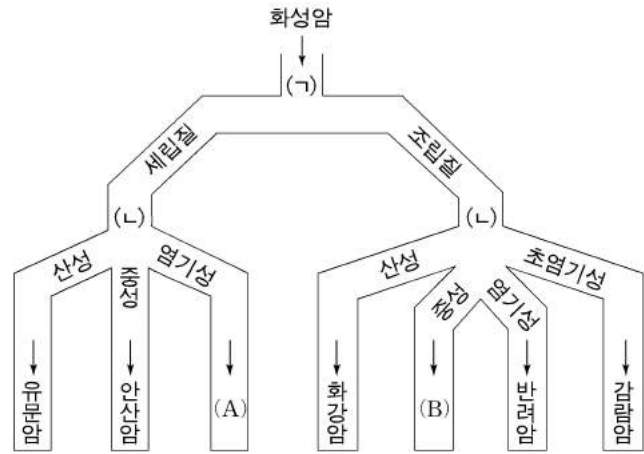 화성암
(ㄱ)
세립질 조립질
(ㄴ) (ㄴ)
산성 중성 염기성 산성 중성 염기성 초염기성
유문암 안산암 (A) 화강암 (B) 반려암 감람암